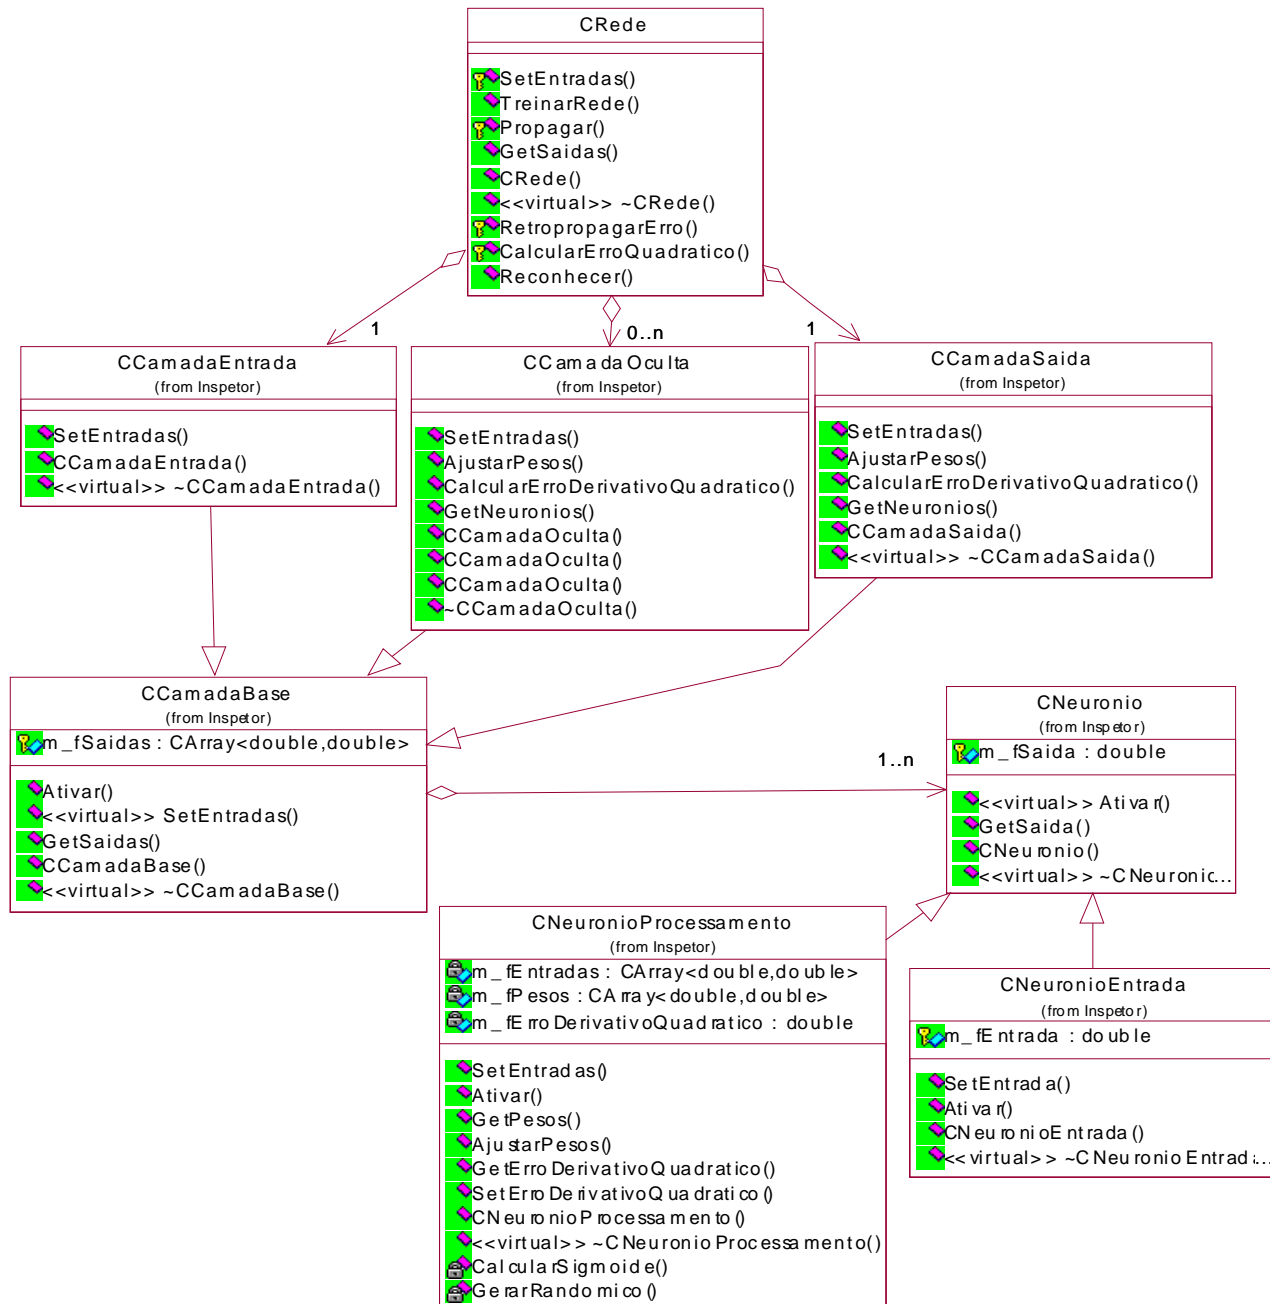 CRede
SetEntradas()
TreinarRede()
Propagar()
GetSaidas()
CRede()
<<virtual>> ~CRede()
RetropropagarErro()
CalcularErroQuadratico()
Reconhecer()
1
0..n
1
CCamadaEntrada
(from Inspetor)
SetEntradas()
CCamadaEntrada()
<<virtual>> ~CCamadaEntrada()
CCamadaOculta
(from Inspetor)
SetEntradas()
AjustarPesos()
CalcularErroDerivativoQuadratico()
GetNeuronios()
CCamadaOculta()
CCamadaOculta()
CCamadaOculta()
~CCamadaOculta()
CCamadaSaida
(from Inspetor)
SetEntradas()
AjustarPesos()
CalcularErroDerivativoQuadratico()
GetNeuronios()
CCamadaSaida()
<<virtual>> ~CCamadaSaida()
CCamadaBase
(from Inspetor)
m_fSaidas : CArray<double,double>
Ativar()
<<virtual>> SetEntradas()
GetSaidas()
CCamadaBase()
<<virtual>> ~CCamadaBase()
1..n
CNeuronio
(from Inspetor)
m_fSaida : double
<<virtual>> Ativar()
GetSaida()
CNeuronio()
<<virtual>> ~CNeuronic...
CNeuronioProcessamento
(from Inspetor)
m_fEntradas : CArray<double,double>
m_fPesos : CArray<double,double>
m_fErroDerivativoQuadratico : double
SetEntradas()
Ativar()
GetPesos()
AjustarPesos()
GetErroDerivativoQuadratico()
SetErroDerivativoQuadratico()
CNeuronioProcessamento()
<<virtual>> ~CNeuronioProcessamento()
CalcularSigmoide()
GerarRandomico()
CNeuronioEntrada
(from Inspetor)
m_fEntrada : double
SetEntrada()
Ativar()
CNeuronioEntrada()
<<virtual>> ~CNeuronioEntrada...